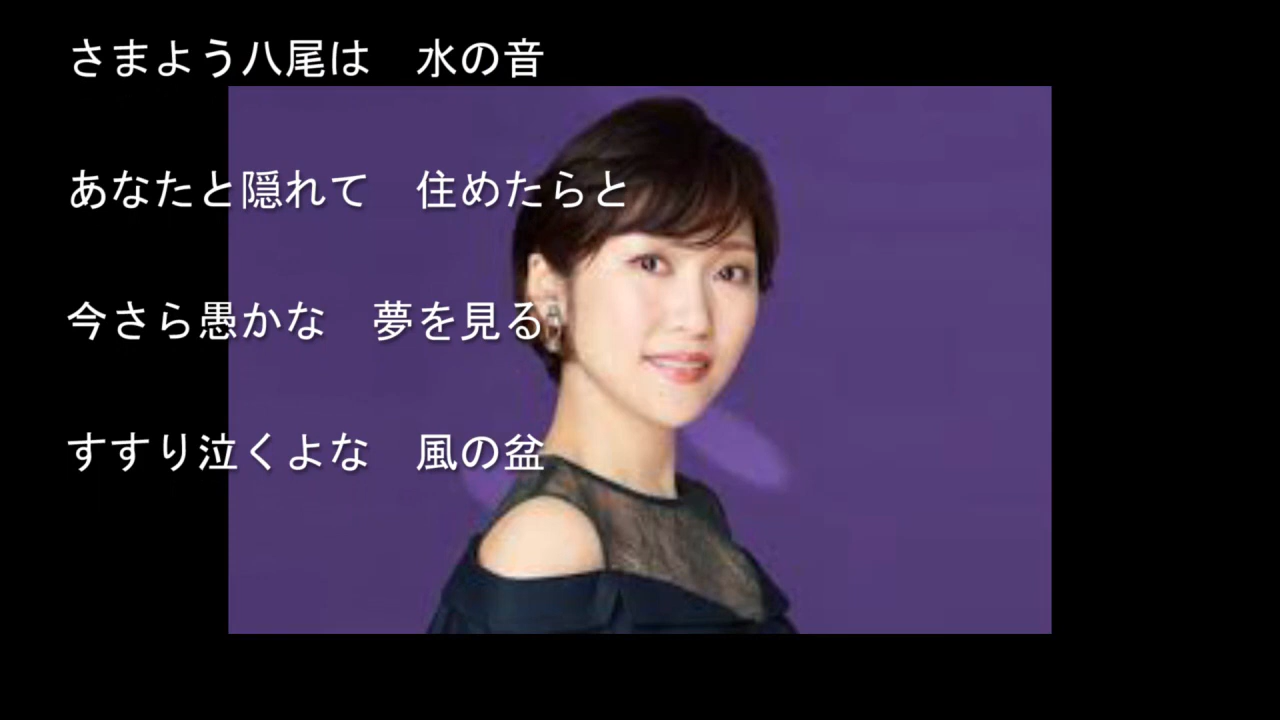 さまよう八尾は　水の音
あなたと隠れて　住めたらと
今さら愚かな　夢を見る
すすり泣くよな　風の盆